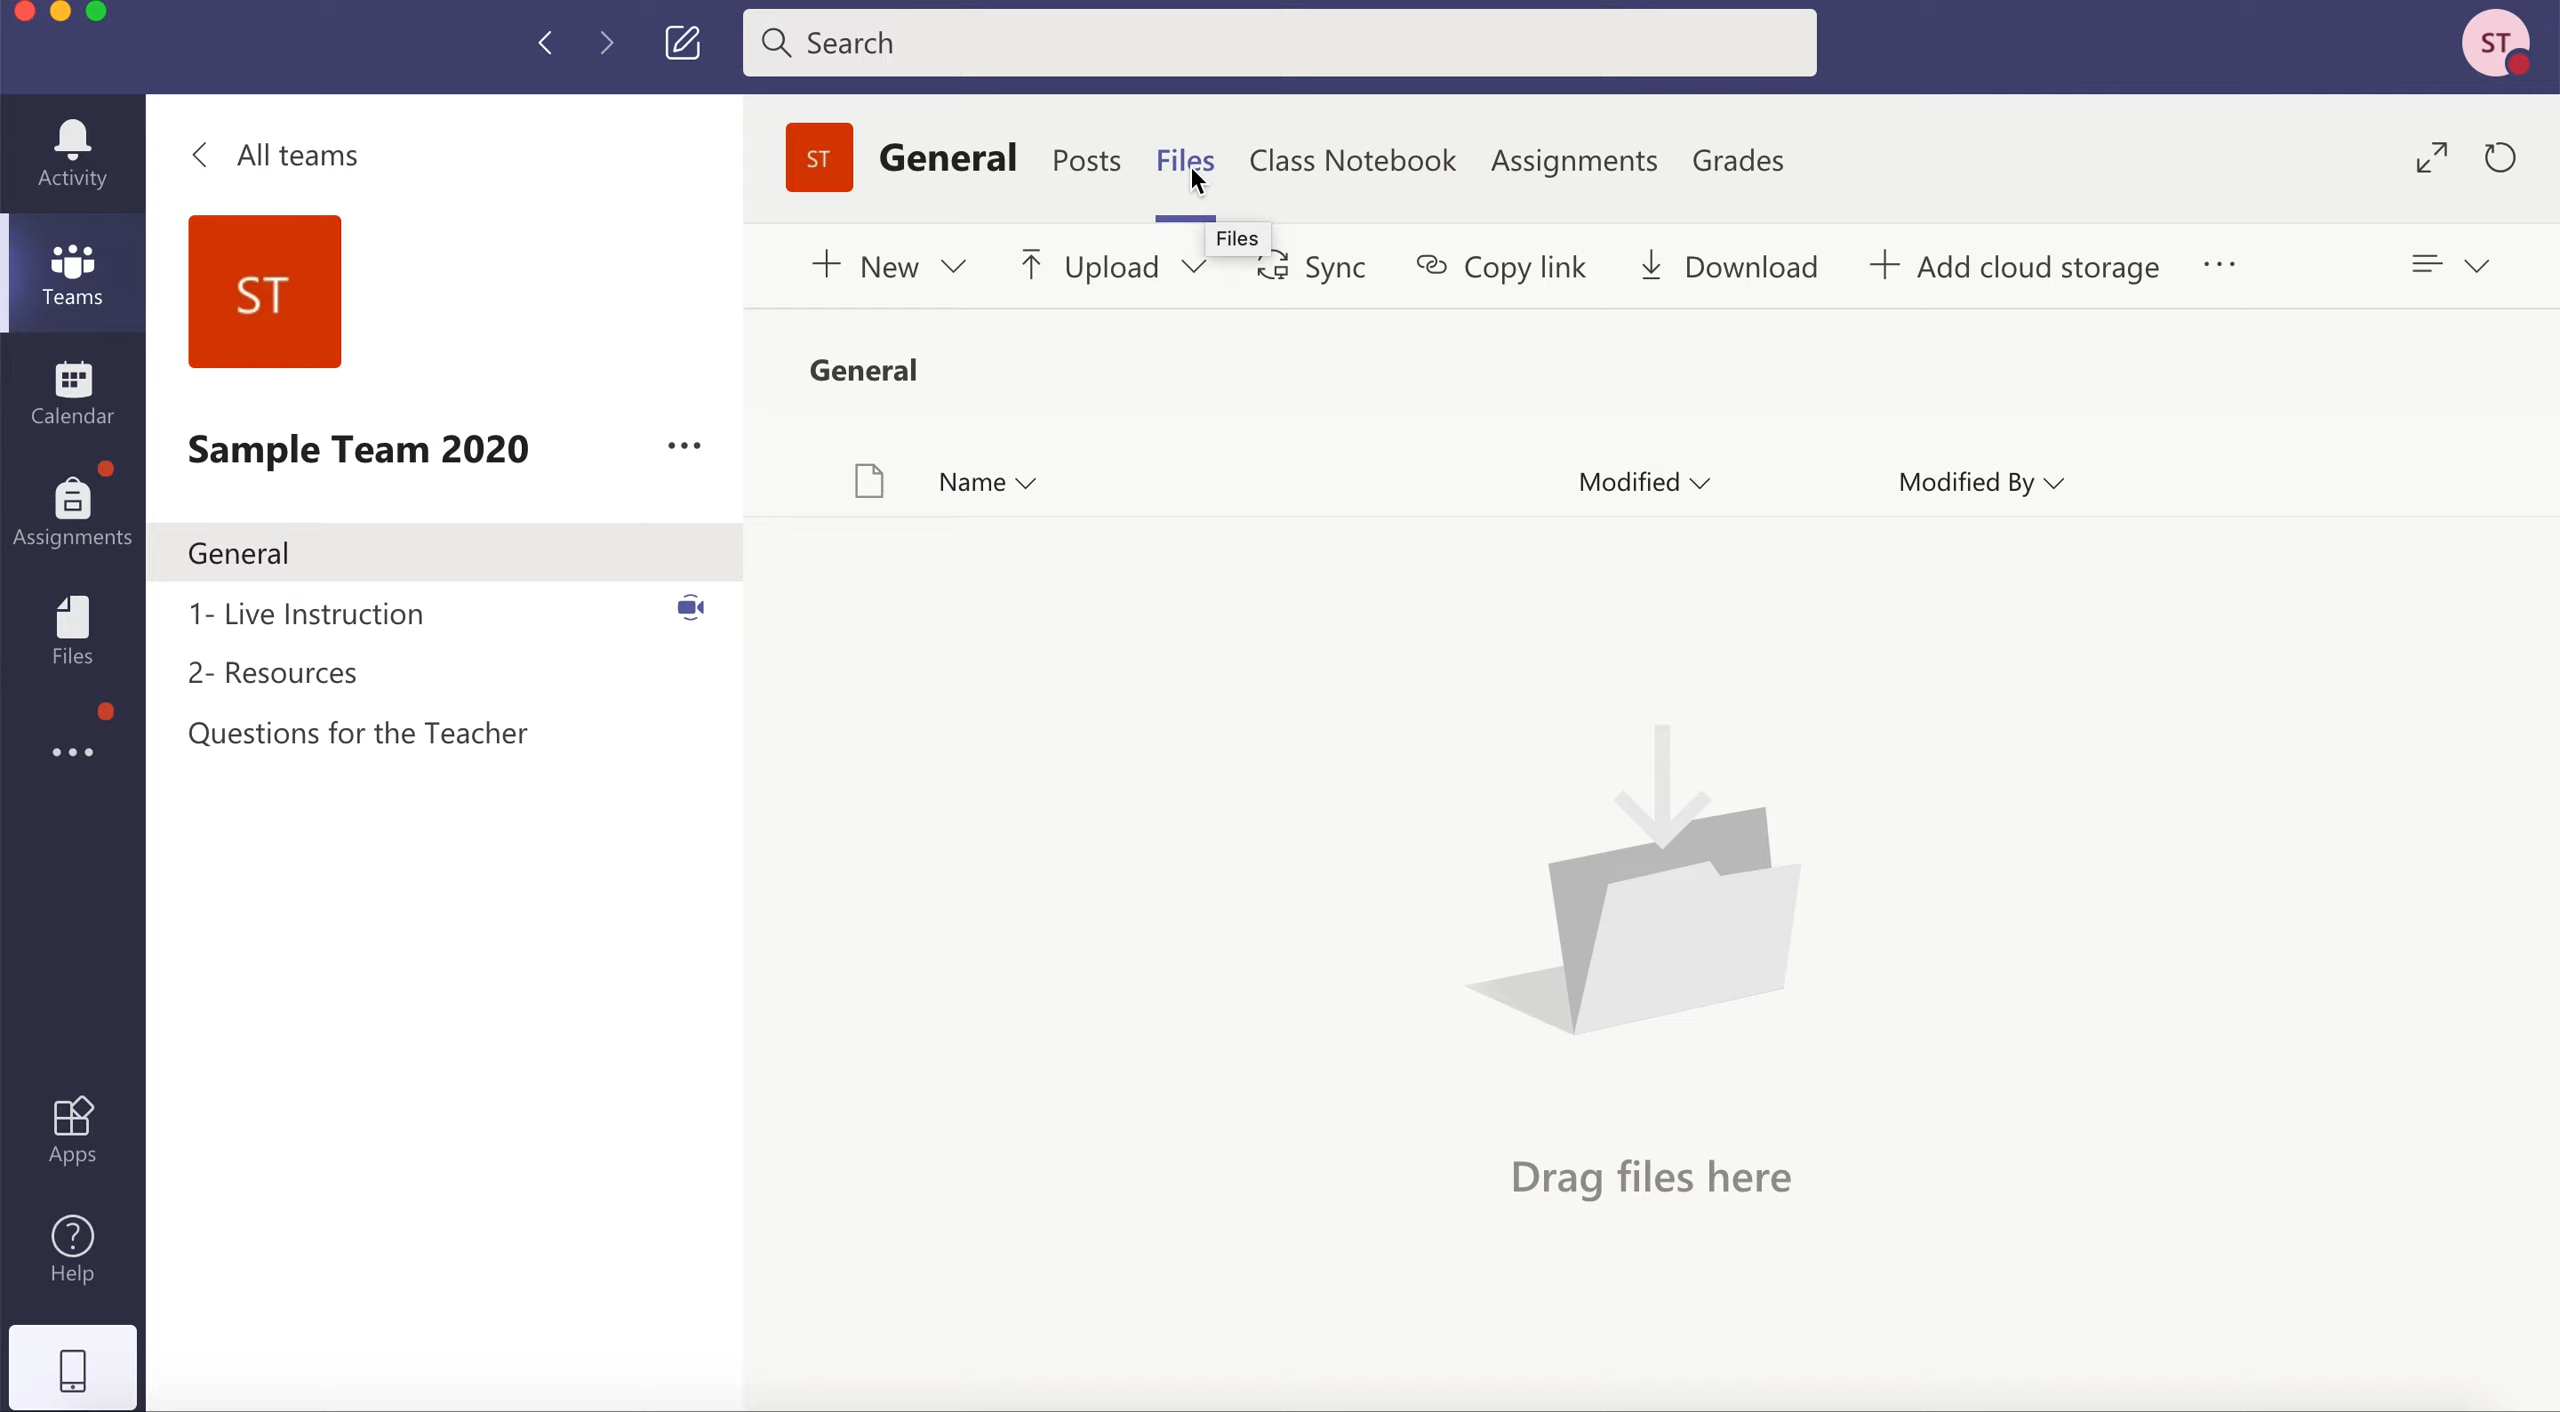 Search
ST
Activity
Teams
Calendar
Assignments
Files
Apps
Help
All teams
ST
Sample Team 2020
General
1- Live Instruction
2- Resources
Questions for the Teacher
ST
General Posts Files Class Notebook Assignments Grades
Files
New Upload Sync Copy link Download Add cloud storage
General
Name Modified Modified By
Drag files here